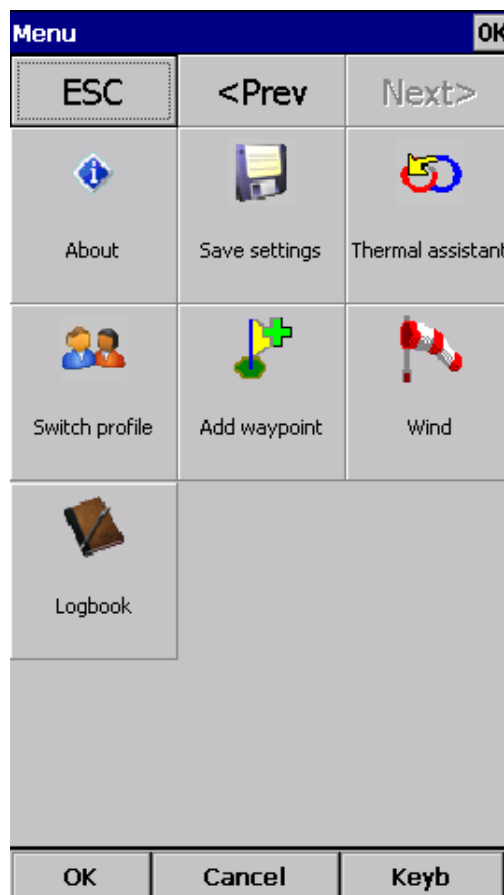 Menu OK
ESC <Prev Next>
About Save settings Thermal assistant
Switch profile Add waypoint Wind
Logbook
OK Cancel Keyb